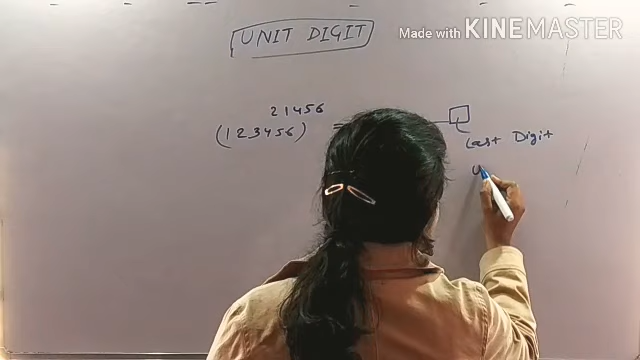 Made with KINEMASTER
UNIT DIGIT
21456
(123456) =
Last Digit
U